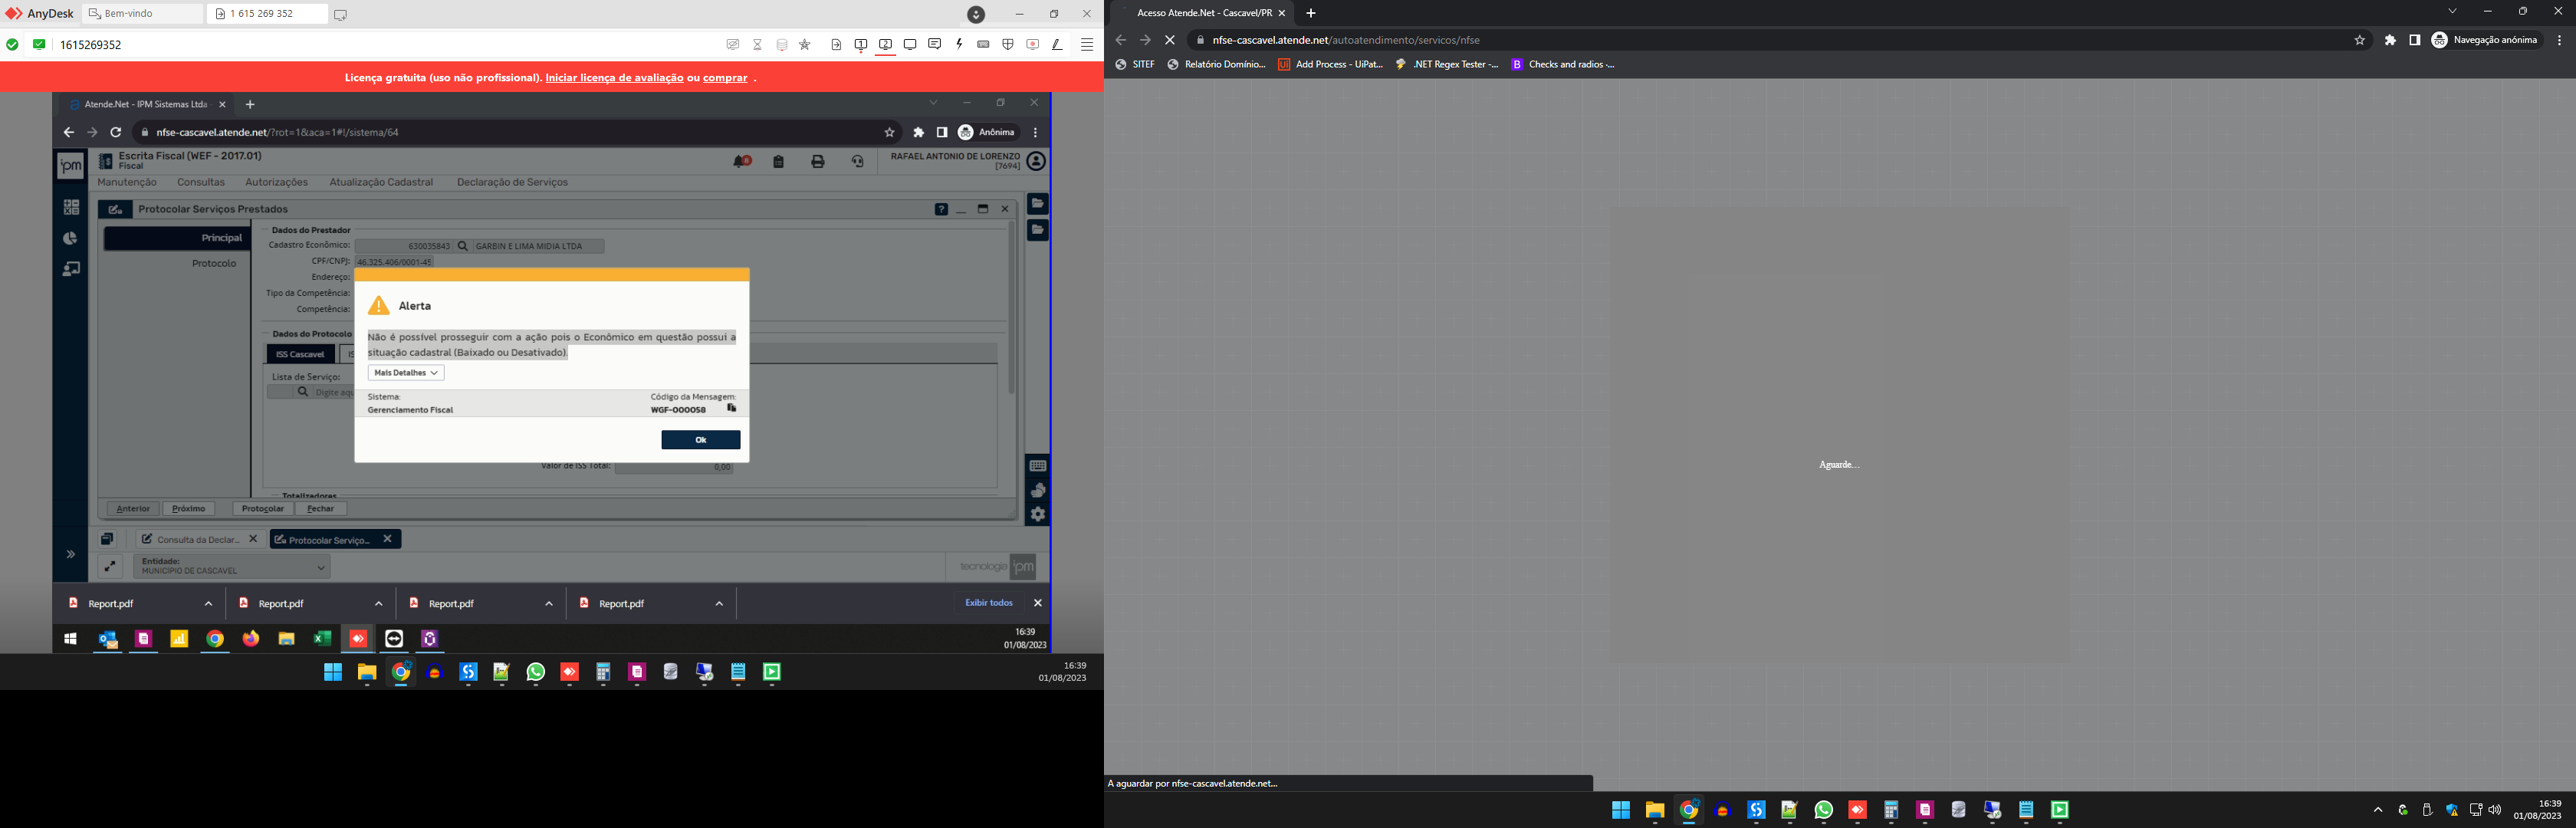 AnyDesk
Bem-vindo
1 615 269 352
1615269352
Licença gratuita (uso não profissional). Iniciar licença de avaliação ou comprar .
Atende.Net - IPM Sistemas Ltda
nfse-cascavel.atende.net/?rot=1&aca=1#!/sistema/64
Anônima
ipm
Escrita Fiscal (WEF - 2017.01)
Fiscal
RAFAEL ANTONIO DE LORENZO
[7694]
Manutenção
Consultas
Autorizações
Atualização Cadastral
Declaração de Serviços
Protocolar Serviços Prestados
Principal
Protocolo
Dados do Prestador
Cadastro Econômico:
630035843
GARBIN E LIMA MIDIA LTDA
CPF/CNPJ:
46.325.406/0001-45
Endereço:
Tipo da Competência:
Competência:
Dados do Protocolo
ISS Cascavel
Lista de Serviço:
Digite aqu
Alerta
Não é possível prosseguir com a ação pois o Econômico em questão possui a
situação cadastral (Baixado ou Desativado).
Mais Detalhes
Sistema:
Gerenciamento Fiscal
Código da Mensagem:
WGF-000058
Ok
Valor de ISS Total:
0,00
Totalizadores
Anterior
Próximo
Protocolar
Fechar
Consulta da Declar...
Protocolar Serviço...
Entidade:
MUNICÍPIO DE CASCAVEL
tecnologia ipm
Report.pdf
Report.pdf
Report.pdf
Report.pdf
Exibir todos
16:39
01/08/2023
16:39
01/08/2023
Acesso Atende.Net - Cascavel/PR
nfse-cascavel.atende.net/autoatendimento/servicos/nfse
Navegação anónima
SITEF
Relatório Domínio...
Add Process - UiPat...
.NET Regex Tester -...
Checks and radios ·...
Aguarde...
A aguardar por nfse-cascavel.atende.net...
16:39
01/08/2023